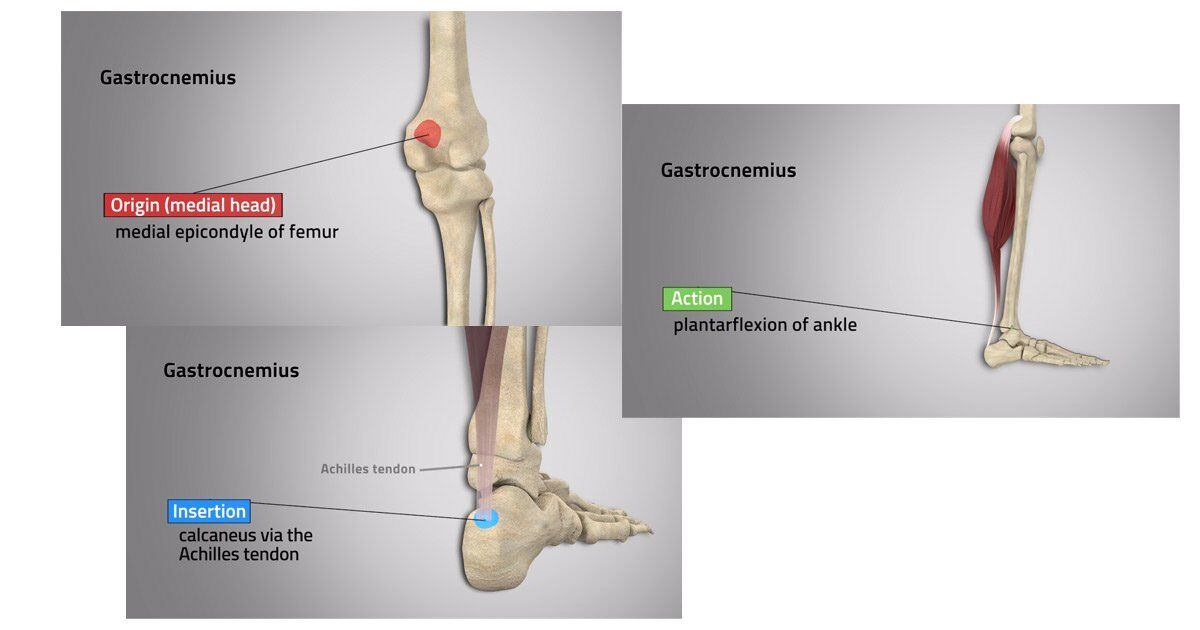 Gastrocnemius
Origin (medial head)
medial epicondyle of femur
Gastrocnemius
Action
plantarflexion of ankle
Gastrocnemius
Achilles tendon
Insertion
calcaneus via the
Achilles tendon